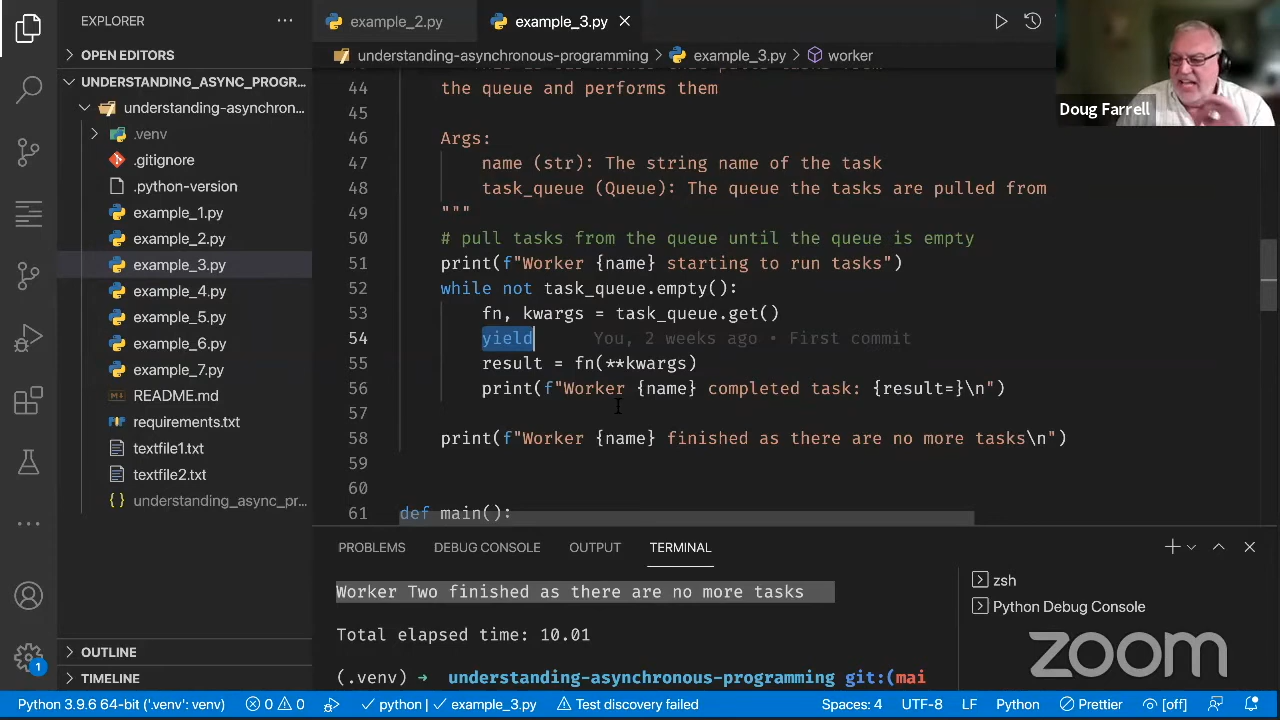 EXPLORER
OPEN EDITORS
UNDERSTANDING_ASYNC_PROGR...
understanding-asynchron...
.venv
.gitignore
.python-version
example_1.py
example_2.py
example_3.py
example_4.py
example_5.py
example_6.py
example_7.py
README.md
requirements.txt
textfile1.txt
textfile2.txt
understanding_async_pr...
OUTLINE
TIMELINE
1
example_2.py
example_3.py
understanding-asynchronous-programming > example_3.py > worker
44 the queue and performs them
45
46 Args:
47 name (str): The string name of the task
48 task_queue (Queue): The queue the tasks are pulled from
49 """
50 # pull tasks from the queue until the queue is empty
51 print(f"Worker {name} starting to run tasks")
52 while not task_queue.empty():
53 fn, kwargs = task_queue.get()
54 yield You, 2 weeks ago • First commit
55 result = fn(**kwargs)
56 print(f"Worker {name} completed task: {result=}\n")
57
58 print(f"Worker {name} finished as there are no more tasks\n")
59
60
61 def main():
Doug Farrell
PROBLEMS DEBUG CONSOLE OUTPUT TERMINAL
Worker Two finished as there are no more tasks
Total elapsed time: 10.01
(.venv) → understanding-asynchronous-programming git:(mai
zsh
Python Debug Console
zoom
Python 3.9.6 64-bit ('.venv': venv) 0 0 python | example_3.py Test discovery failed Spaces: 4 UTF-8 LF Python Prettier [off]